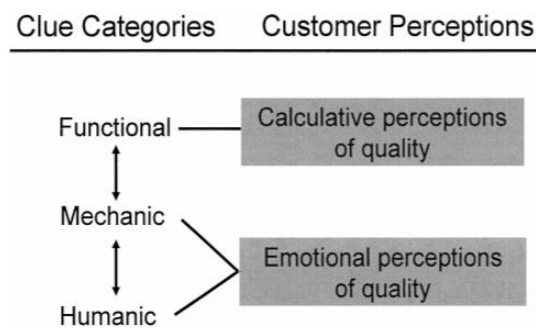 Clue Categories Customer Perceptions
Functional
Calculative perceptions
of quality
Mechanic
Emotional perceptions
of quality
Humanic